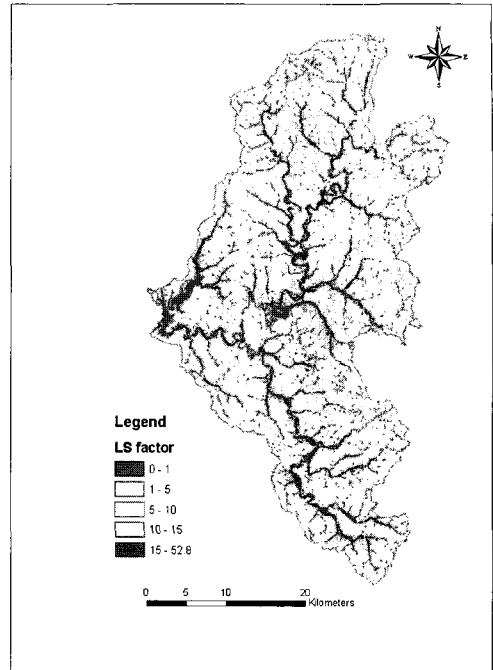 N
W E
S
Legend
LS factor
0 - 1
1 - 5
5 - 10
10 - 15
15 - 52.8
0 5 10 20
Kilometers